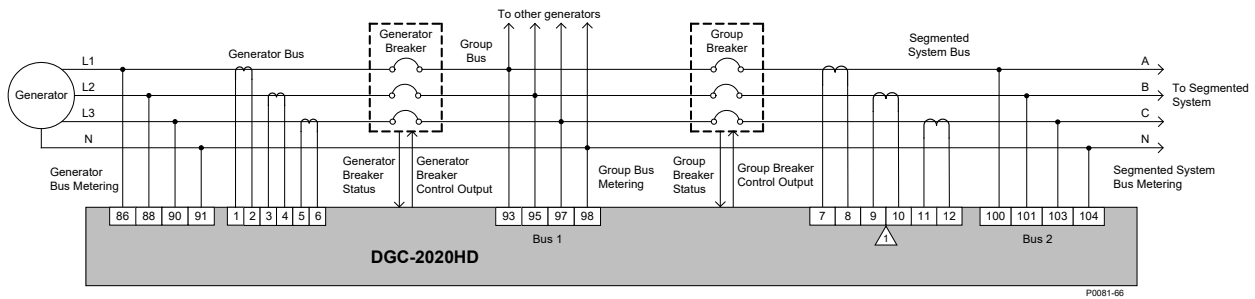 To other generators
Generator
Breaker
Group
Bus
Group
Breaker
Segmented
System Bus
Generator Bus
L1
L2
L3
N
Generator
A
B
C
N
To Segmented
System
Generator
Bus Metering
Generator
Breaker
Status
Generator
Breaker
Control Output
Group Bus
Metering
Group
Breaker
Status
Group Breaker
Control Output
Segmented System
Bus Metering
86 88 90 91 1 2 3 4 5 6 93 95 97 98 7 8 9 10 11 12 100 101 103 104
Bus 1
1
Bus 2
DGC-2020HD
P0081-66